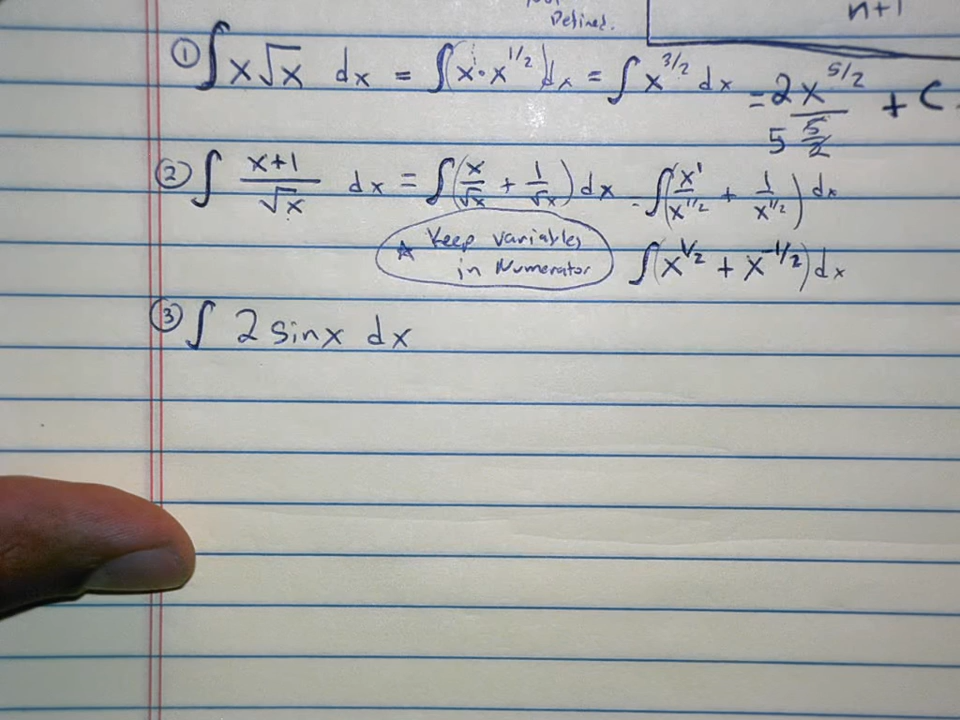 Defined.
n+1
① ∫ x√x dx = ∫(x·x^1/2)dx = ∫ x^3/2 dx = 2x^5/2 / 5 5/2 + C
② ∫ x+1/√x dx = ∫(x/√x + 1/√x)dx = ∫(x^1/x^1/2 + 1/x^1/2)dx
★ Keep variables
in Numerator
∫(x^1/2 + x^-1/2)dx
③ ∫ 2 sinx dx